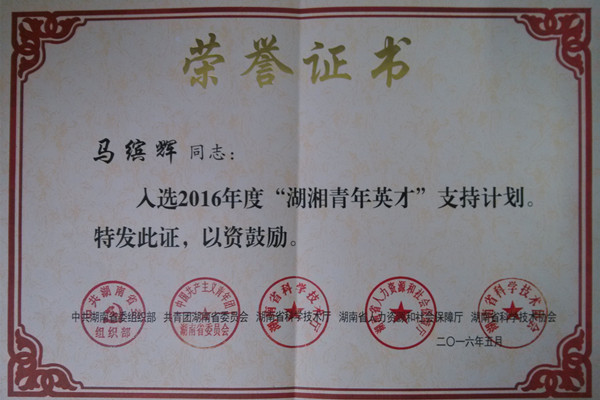 荣誉证书
马缤辉 同志：
入选2016年度“湖湘青年英才”支持计划。
特发此证，以资鼓励。
中共湖南省委组织部 共青团湖南省委员会 湖南省科学技术厅 湖南省人力资源和社会保障厅 湖南省科学技术协会
二〇一六年五月